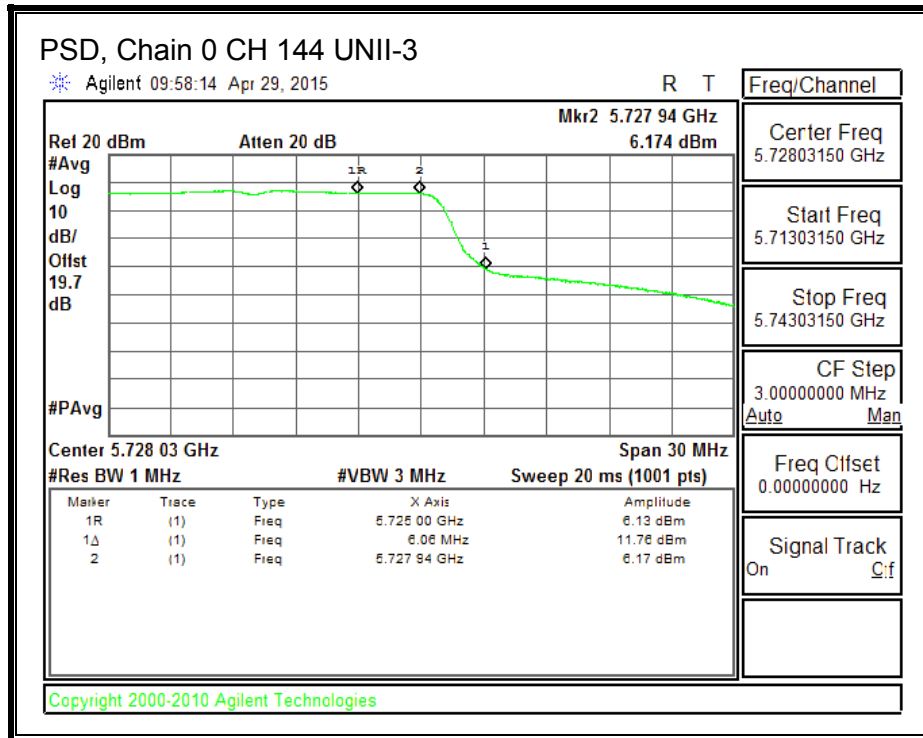 PSD, Chain 0 CH 144 UNII-3
Agilent 09:58:14 Apr 29, 2015 R T
Mkr2 5.727 94 GHz
Ref 20 dBm Atten 20 dB 6.174 dBm
#Avg
Log
10
dB/
Offst
19.7
dB
#PAvg
1R 2
1
Center 5.728 03 GHz Span 30 MHz
#Res BW 1 MHz #VBW 3 MHz Sweep 20 ms (1001 pts)
Marker Trace Type X Axis Amplitude
1R (1) Freq 5.725 00 GHz 6.13 dBm
1Δ (1) Freq 6.06 MHz 11.76 dBm
2 (1) Freq 5.727 94 GHz 6.17 dBm
Copyright 2000-2010 Agilent Technologies
Freq/Channel
Center Freq
5.72803150 GHz
Start Freq
5.71303150 GHz
Stop Freq
5.74303150 GHz
CF Step
3.00000000 MHz
Auto Man
Freq Offset
0.00000000 Hz
Signal Track
On Off